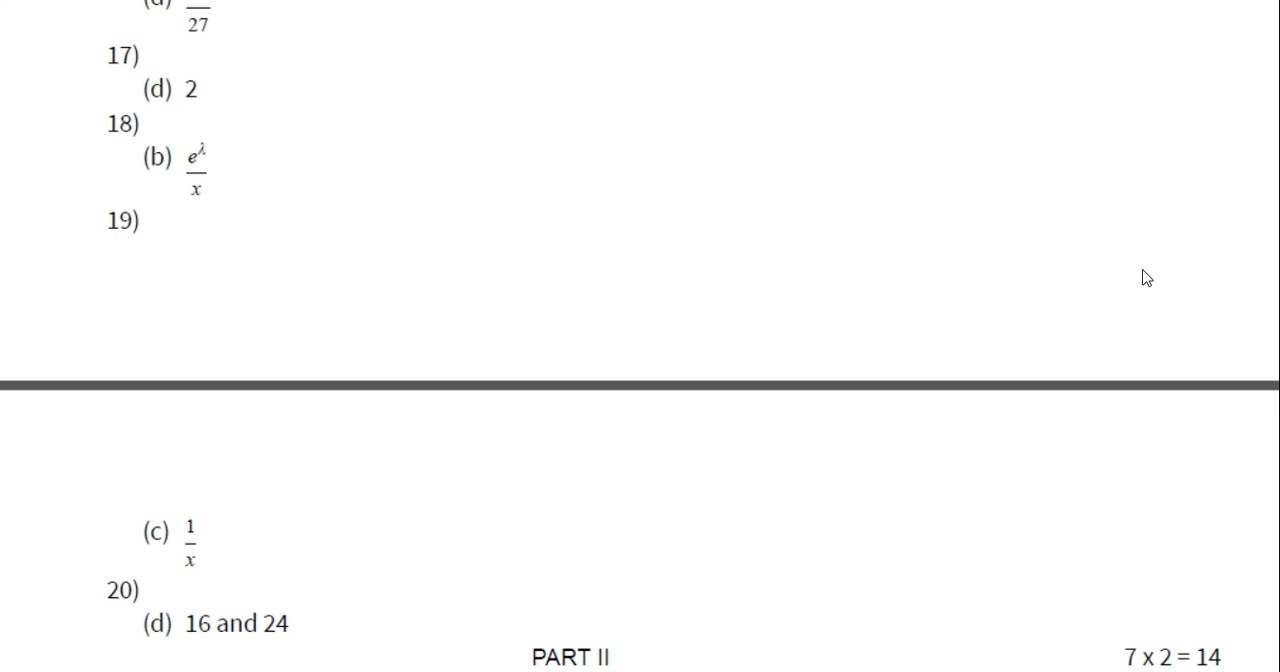 27
17)
(d) 2
18)
(b) e^λ/x
19)
(c) 1/x
20)
(d) 16 and 24
PART II 7 x 2 = 14